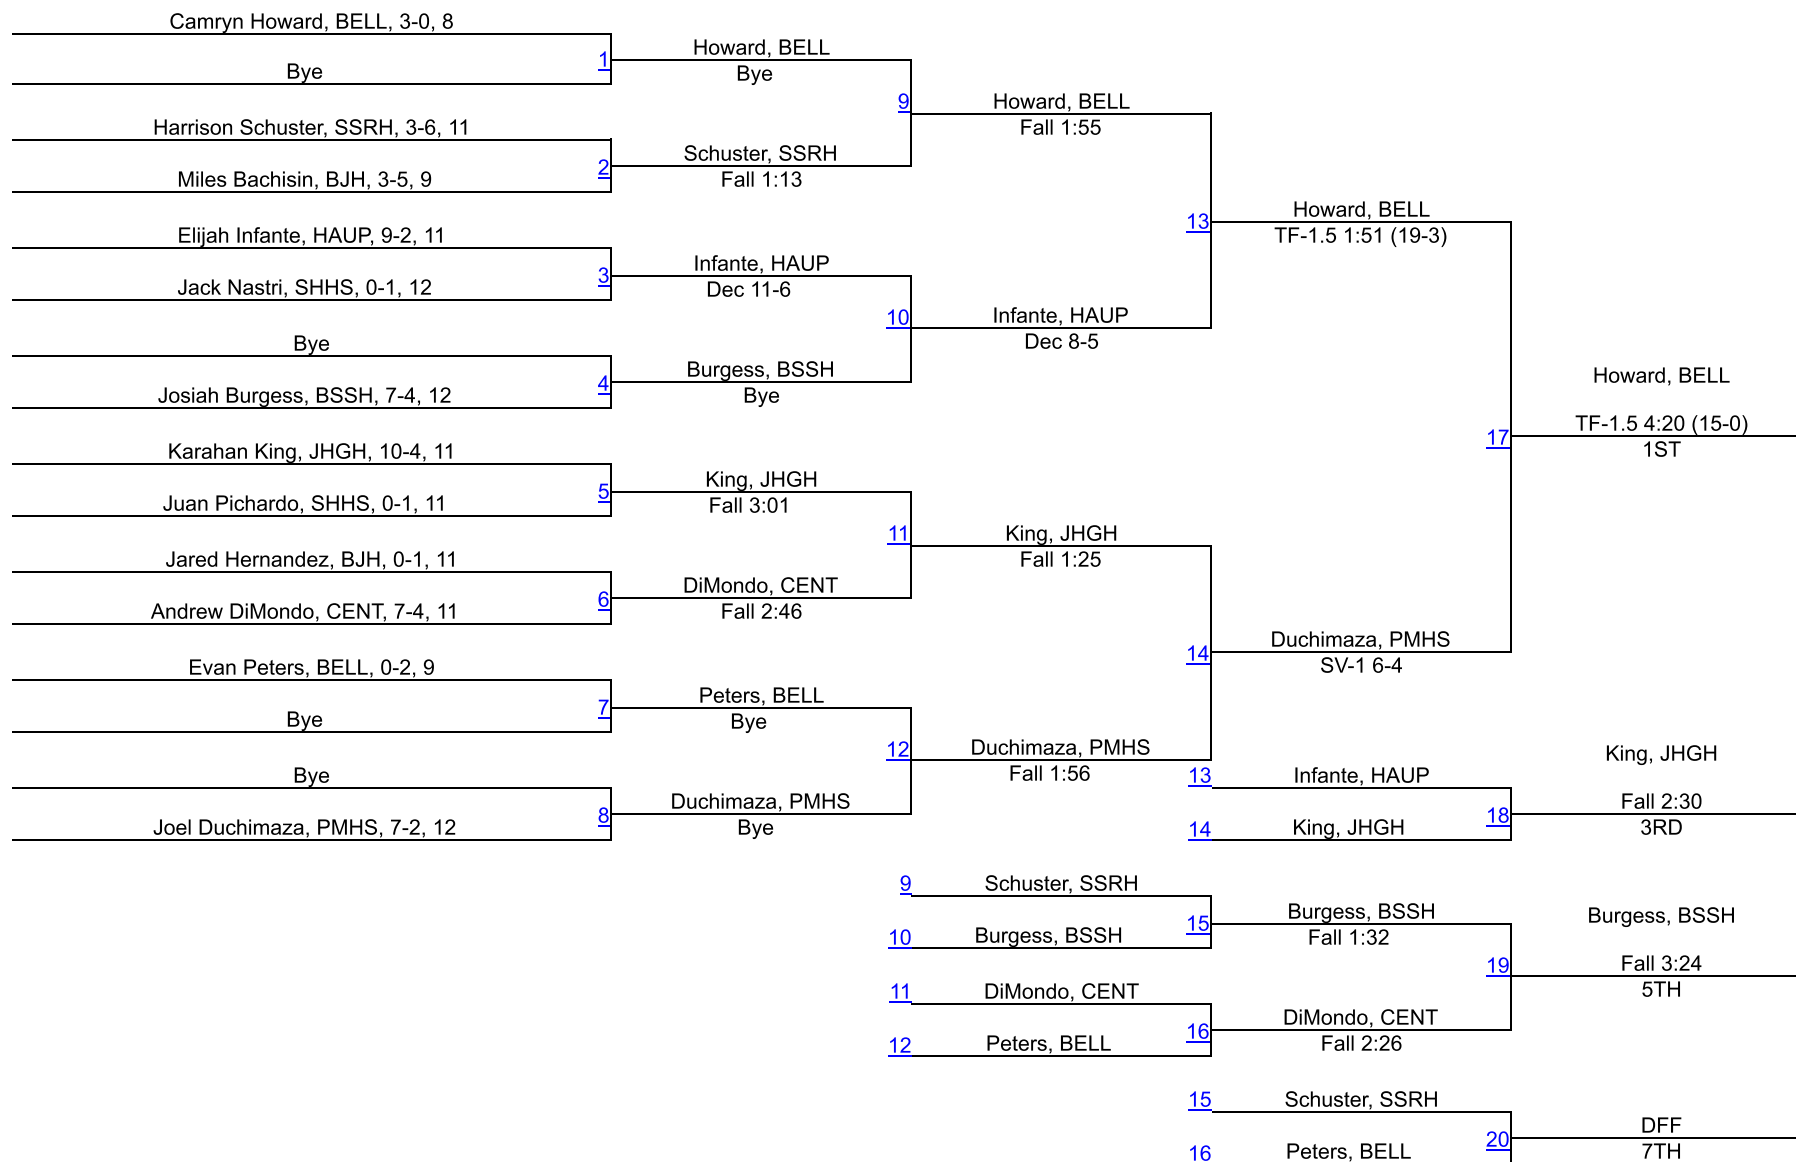 Camryn Howard, BELL, 3-0, 8
1
Bye
Howard, BELL
Bye
9
Harrison Schuster, SSRH, 3-6, 11
2
Miles Bachisin, BJH, 3-5, 9
Schuster, SSRH
Fall 1:13
Howard, BELL
Fall 1:55
13
Elijah Infante, HAUP, 9-2, 11
3
Jack Nastri, SHHS, 0-1, 12
Infante, HAUP
Dec 11-6
10
Bye
4
Josiah Burgess, BSSH, 7-4, 12
Burgess, BSSH
Bye
Infante, HAUP
Dec 8-5
Howard, BELL
TF-1.5 1:51 (19-3)
17
Karahan King, JHGH, 10-4, 11
5
Juan Pichardo, SHHS, 0-1, 11
King, JHGH
Fall 3:01
11
Jared Hernandez, BJH, 0-1, 11
6
Andrew DiMondo, CENT, 7-4, 11
DiMondo, CENT
Fall 2:46
King, JHGH
Fall 1:25
14
Evan Peters, BELL, 0-2, 9
7
Bye
Peters, BELL
Bye
12
Bye
8
Joel Duchimaza, PMHS, 7-2, 12
Duchimaza, PMHS
Bye
Duchimaza, PMHS
Fall 1:56
Duchimaza, PMHS
SV-1 6-4
Howard, BELL
TF-1.5 4:20 (15-0)
1ST
13
Infante, HAUP
14
King, JHGH
18
King, JHGH
Fall 2:30
3RD
9
Schuster, SSRH
10
Burgess, BSSH
15
Burgess, BSSH
Fall 1:32
11
DiMondo, CENT
12
Peters, BELL
16
DiMondo, CENT
Fall 2:26
19
Burgess, BSSH
Fall 3:24
5TH
15
Schuster, SSRH
16
Peters, BELL
20
DFF
7TH